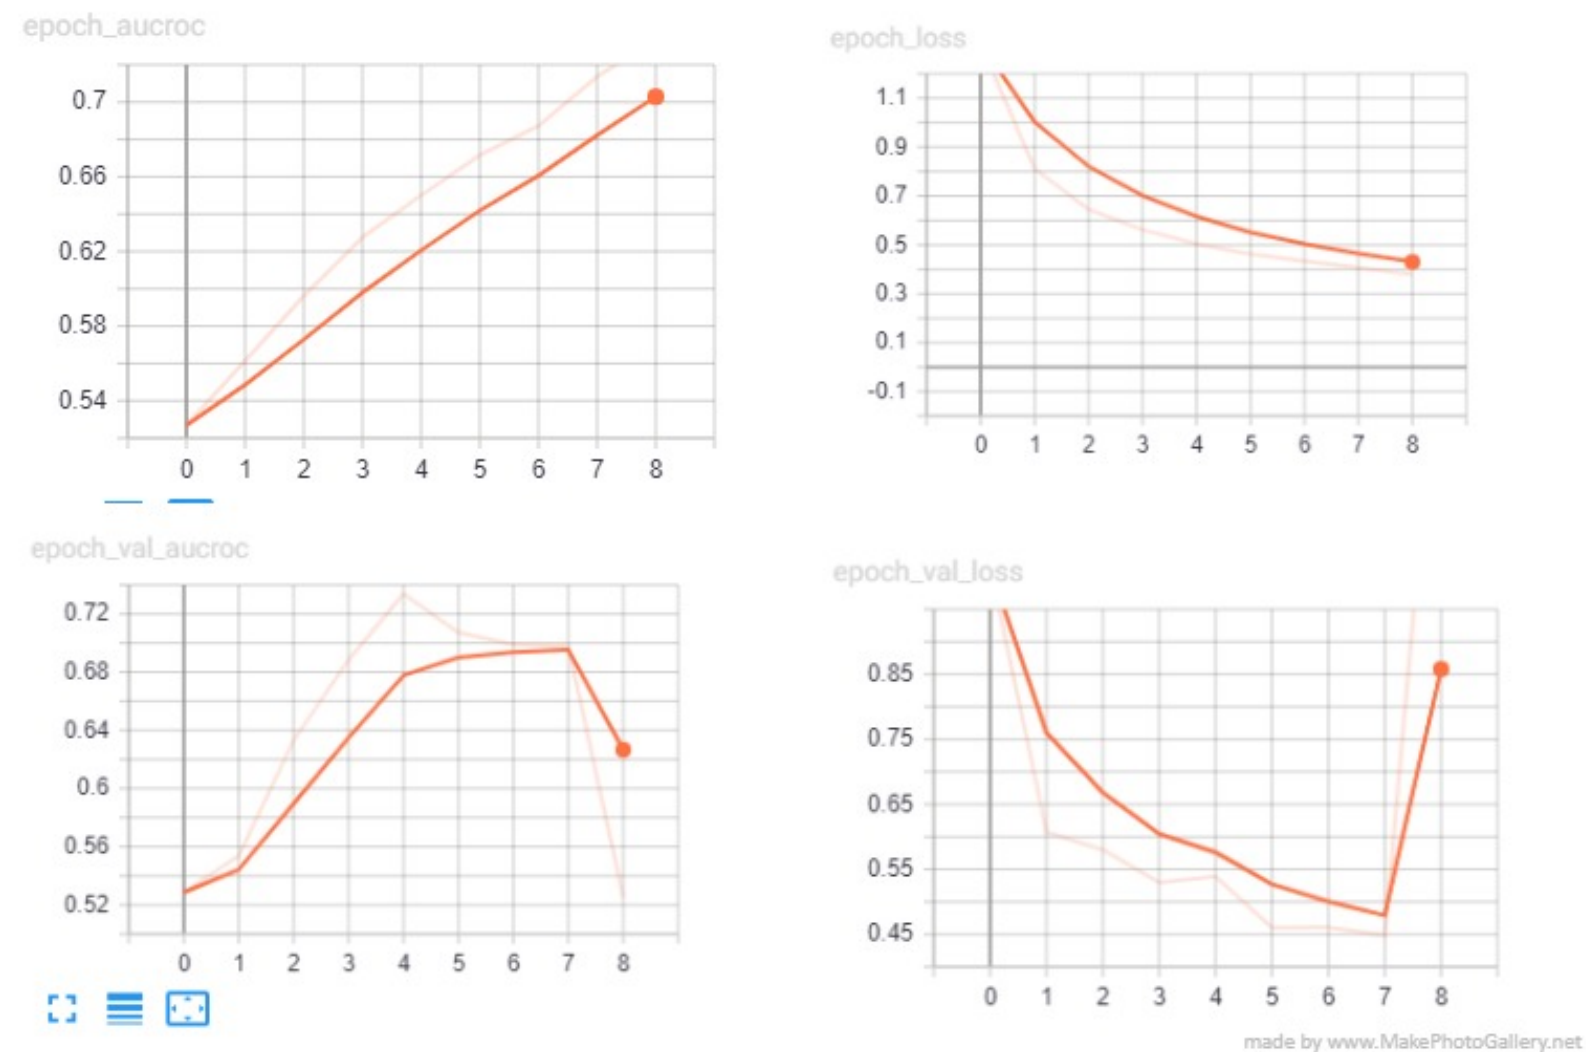 epoch_aucroc
0.7
0.66
0.62
0.58
0.54
0 1 2 3 4 5 6 7 8
epoch_loss
1.1
0.9
0.7
0.5
0.3
0.1
-0.1
0 1 2 3 4 5 6 7 8
epoch_val_aucroc
0.72
0.68
0.64
0.6
0.56
0.52
0 1 2 3 4 5 6 7 8
epoch_val_loss
0.85
0.75
0.65
0.55
0.45
0 1 2 3 4 5 6 7 8
made by www.MakePhotoGallery.net